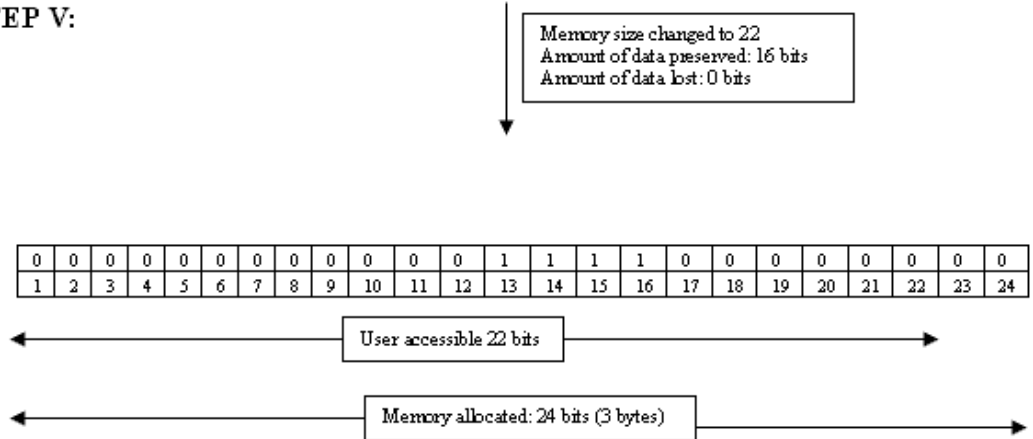 EP V:
Memory size changed to 22
Amount of data preserved: 16 bits
Amount of data lost: 0 bits
0 0 0 0 0 0 0 0 0 0 0 0 1 1 1 1 0 0 0 0 0 0 0 0
1 2 3 4 5 6 7 8 9 10 11 12 13 14 15 16 17 18 19 20 21 22 23 24
User accessible 22 bits
Memory allocated: 24 bits (3 bytes)